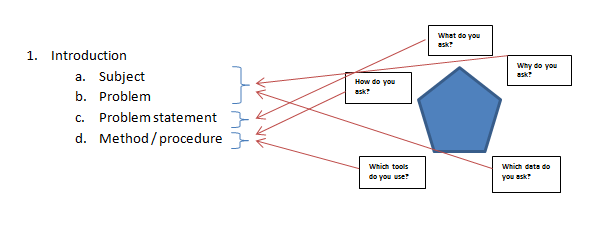 1. Introduction
a. Subject
b. Problem
c. Problem statement
d. Method / procedure
What do you
ask?
Why do you
ask?
How do you
ask?
Which tools
do you use?
Which data do
you ask?